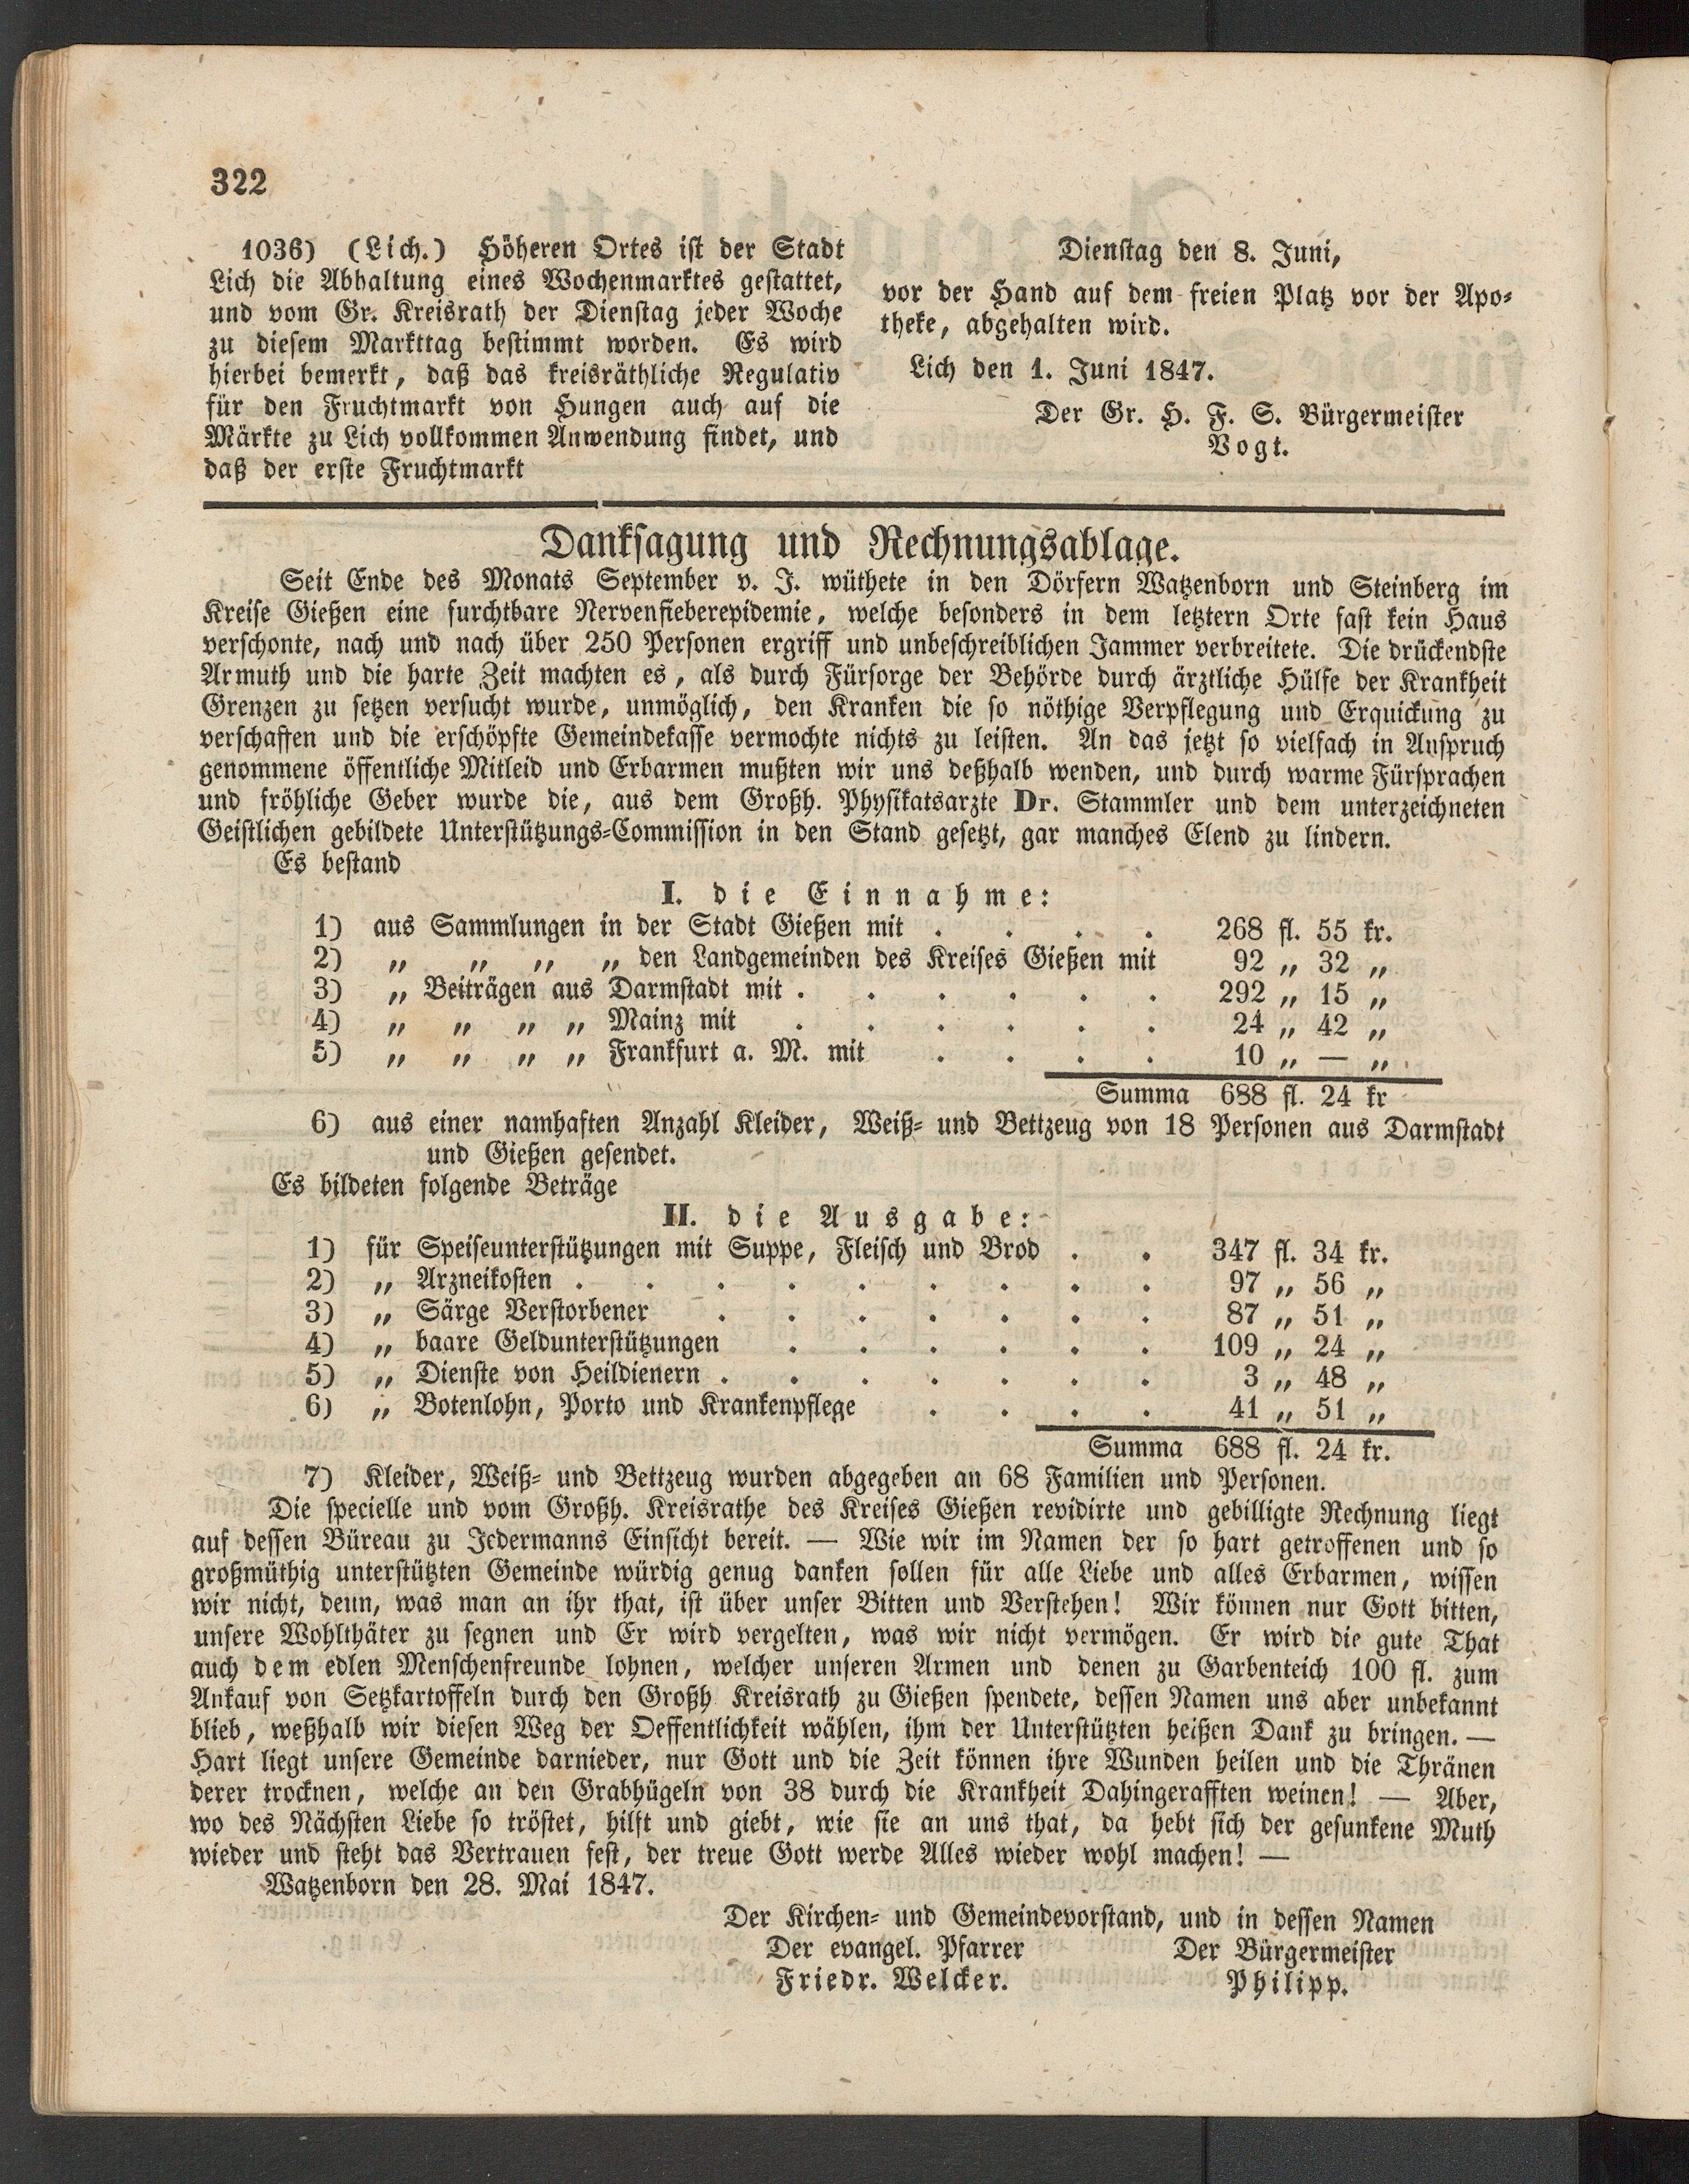 322
1036) (Lich.) Höheren Ortes ist der Stadt
Lich die Abhaltung eines Wochenmarktes gestattet,
und vom Gr. Kreisrath der Dienstag jeder Woche
zu diesem Markttag bestimmt worden. Es wird
hierbei bemerkt, daß das kreisräthliche Regulativ
für den Fruchtmarkt von Hungen auch auf die
Märkte zu Lich vollkommen Anwendung findet, und
daß der erste Fruchtmarkt
Dienstag den 8. Juni,
vor der Hand auf dem freien Platz vor der Apo-
theke, abgehalten wird.
Lich den 1. Juni 1847.
Der Gr. H. F. S. Bürgermeister
Vogt.
Danksagung und Rechnungsablage.
Seit Ende des Monats September v. J. wüthete in den Dörfern Watzenborn und Steinberg im
Kreise Gießen eine furchtbare Nervenfieberepidemie, welche besonders in dem letztern Orte fast kein Haus
verschonte, nach und nach über 250 Personen ergriff und unbeschreiblichen Jammer verbreitete. Die drückendste
Armuth und die harte Zeit machten es, als durch Fürsorge der Behörde durch ärztliche Hülfe der Krankheit
Grenzen zu setzen versucht wurde, unmöglich, den Kranken die so nöthige Verpflegung und Erquickung zu
verschaffen und die erschöpfte Gemeindekasse vermochte nichts zu leisten. An das jetzt so vielfach in Anspruch
genommene öffentliche Mitleid und Erbarmen mußten wir uns deßhalb wenden, und durch warme Fürsprachen
und fröhliche Geber wurde die, aus dem Großh. Physikatsarzte Dr. Stammler und dem unterzeichneten
Geistlichen gebildete Unterstützungs-Commission in den Stand gesetzt, gar manches Elend zu lindern.
Es bestand
I. die Einnahme:
1) aus Sammlungen in der Stadt Gießen mit . . . . 268 fl. 55 kr.
2) „ „ „ „ den Landgemeinden des Kreises Gießen mit 92 „ 32 „
3) „ Beiträgen aus Darmstadt mit . . . . . . 292 „ 15 „
4) „ „ „ „ Mainz mit . . . . . . 24 „ 42 „
5) „ „ „ „ Frankfurt a. M. mit . . . . 10 „ — „
Summa 688 fl. 24 kr
6) aus einer namhaften Anzahl Kleider, Weiß- und Bettzeug von 18 Personen aus Darmstadt
und Gießen gesendet.
Es bildeten folgende Beträge
II. die Ausgabe:
1) für Speiseunterstützungen mit Suppe, Fleisch und Brod . . 347 fl. 34 kr.
2) „ Arzneikosten . . . . . . . . . 97 „ 56 „
3) „ Särge Verstorbener . . . . . . . 87 „ 51 „
4) „ baare Geldunterstützungen . . . . . . 109 „ 24 „
5) „ Dienste von Heildienern . . . . . . . 3 „ 48 „
6) „ Botenlohn, Porto und Krankenpflege . . . . 41 „ 51 „
Summa 688 fl. 24 kr.
7) Kleider, Weiß- und Bettzeug wurden abgegeben an 68 Familien und Personen.
Die specielle und vom Großh. Kreisrathe des Kreises Gießen revidirte und gebilligte Rechnung liegt
auf dessen Büreau zu Jedermanns Einsicht bereit. — Wie wir im Namen der so hart getroffenen und so
großmüthig unterstützten Gemeinde würdig genug danken sollen für alle Liebe und alles Erbarmen, wissen
wir nicht, denn, was man an ihr that, ist über unser Bitten und Verstehen! Wir können nur Gott bitten,
unsere Wohlthäter zu segnen und Er wird vergelten, was wir nicht vermögen. Er wird die gute That
auch dem edlen Menschenfreunde lohnen, welcher unseren Armen und denen zu Garbenteich 100 fl. zum
Ankauf von Setzkartoffeln durch den Großh Kreisrath zu Gießen spendete, dessen Namen uns aber unbekannt
blieb, weßhalb wir diesen Weg der Oeffentlichkeit wählen, ihm der Unterstützten heißen Dank zu bringen. —
Hart liegt unsere Gemeinde darnieder, nur Gott und die Zeit können ihre Wunden heilen und die Thränen
derer trocknen, welche an den Grabhügeln von 38 durch die Krankheit Dahingerafften weinen! — Aber,
wo des Nächsten Liebe so tröstet, hilft und giebt, wie sie an uns that, da hebt sich der gesunkene Muth
wieder und steht das Vertrauen fest, der treue Gott werde Alles wieder wohl machen! —
Watzenborn den 28. Mai 1847.
Der Kirchen- und Gemeindevorstand, und in dessen Namen
Der evangel. Pfarrer Der Bürgermeister
Friedr. Welcker. Philipp.